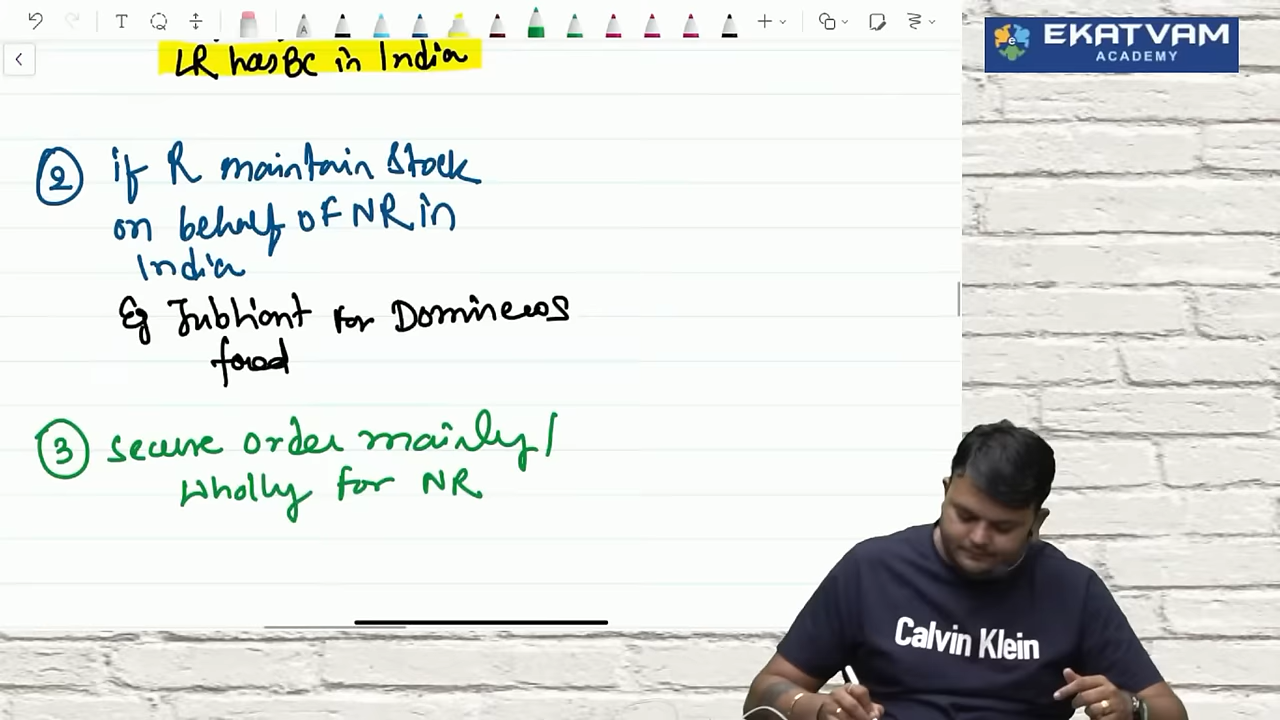 EKATVAM
ACADEMY
LR has BC in India
2 if R maintain stock
on behalf of NR in
India
Eg Jubliant for Domineos
food
3 secure order mainly/
wholly for NR
Calvin Klein